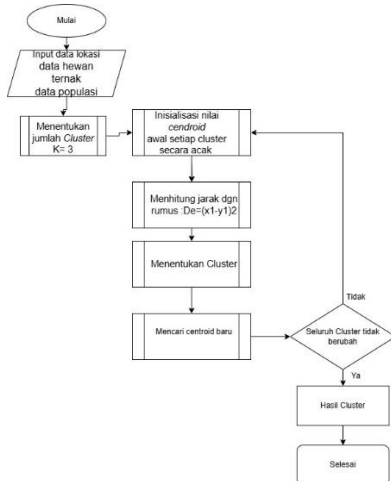 Mulai
Input data lokasi
data hewan
ternak
data populasi
Menentukan
jumlah Cluster
K= 3
Inisialisasi nilai
cendroid
awal setiap cluster
secara acak
Menhitung jarak dgn
rumus :De=(x1-y1)2
Menentukan Cluster
Mencari centroid baru
Tidak
Seluruh Cluster tidak
berubah
Ya
Hasil Cluster
Selesai